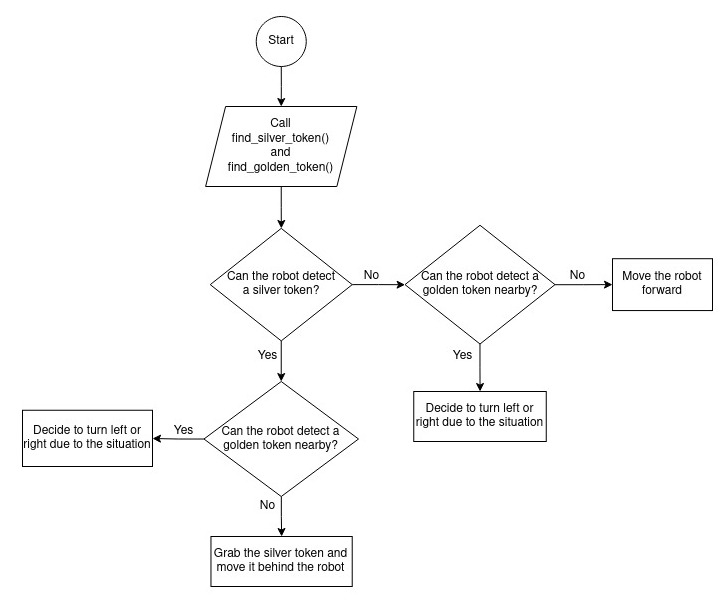 Start
Call
find_silver_token()
and
find_golden_token()
Can the robot detect
a silver token?
No
Can the robot detect a
golden token nearby?
No
Move the robot
forward
Yes
Yes
Decide to turn left or
right due to the situation
Can the robot detect a
golden token nearby?
Yes
Decide to turn left or
right due to the situation
No
Grab the silver token and
move it behind the robot